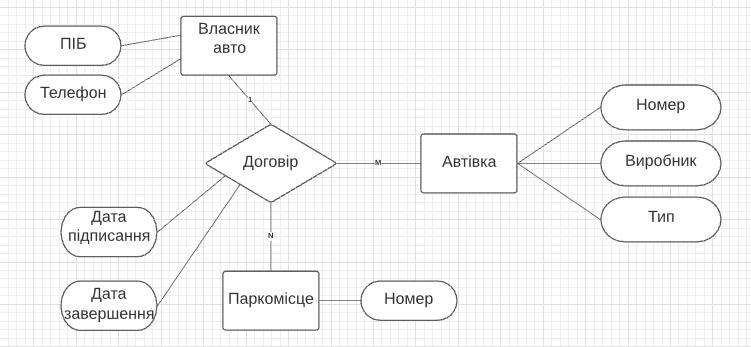 Власник
авто
ПІБ
Телефон
1
Номер
Виробник
Тип
Договір
M
Автівка
Дата
підписання
N
Дата
завершення
Паркомісце
Номер